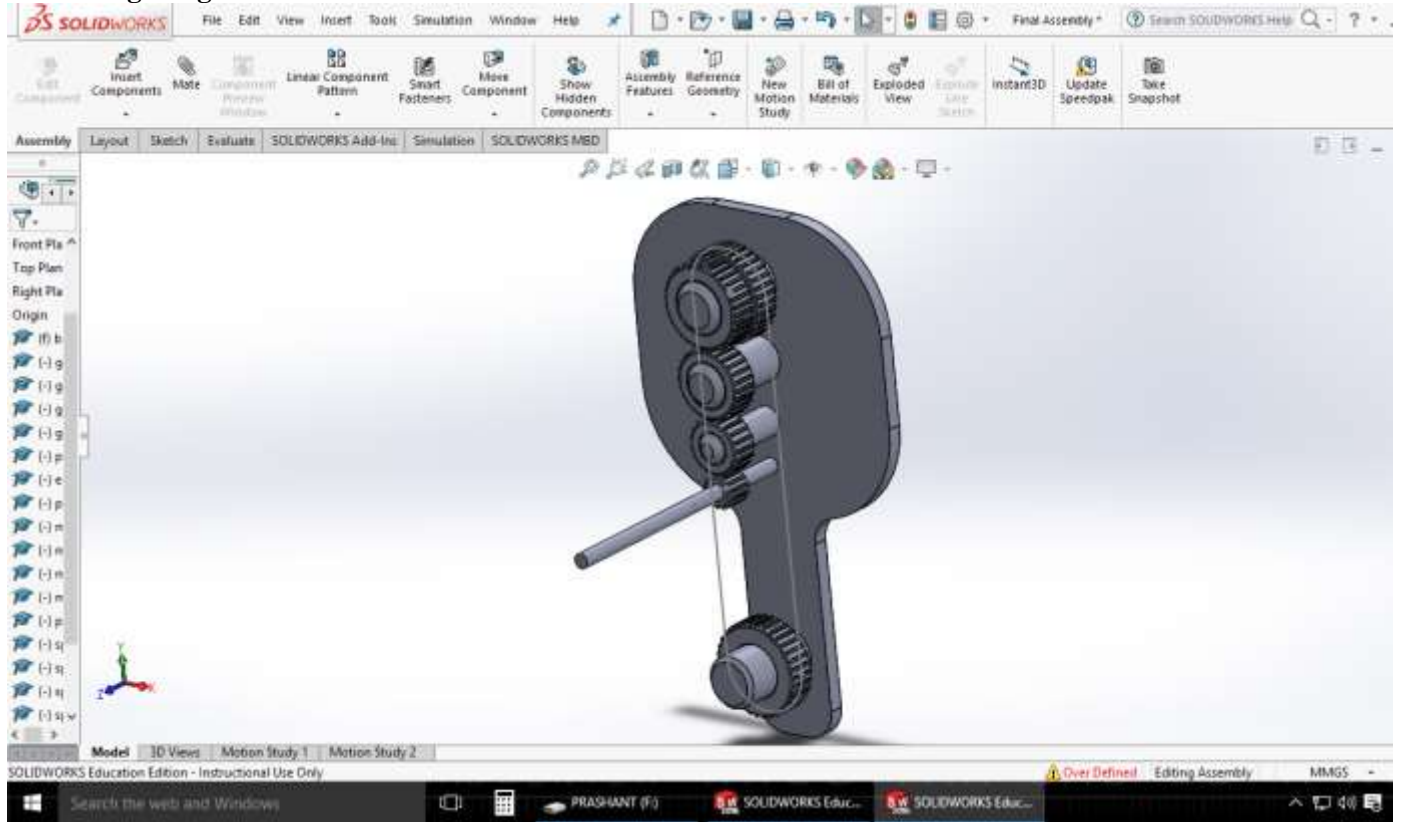 SOLIDWORKS File Edit View Insert Tools Simulation Window Help Final Assembly * Search SOLIDWORKS Help
Edit Component
Insert Components
Mate
Component Preview Window
Linear Component Pattern
Smart Fasteners
Move Component
Show Hidden Components
Assembly Features
Reference Geometry
New Motion Study
Bill of Materials
Exploded View
Explode Line Sketch
Instant3D
Update Speedpak
Take Snapshot
Assembly Layout Sketch Evaluate SOLIDWORKS Add-Ins Simulation SOLIDWORKS MBD
Front Pla
Top Plan
Right Pla
Origin
(f) b
(-) g
(-) g
(-) g
(-) g
(-) p
(-) e
(-) p
(-) m
(-) m
(-) m
(-) m
(-) p
(-) sp
(-) sp
(-) sp
(-) sp
Y
Z X
Model 3D Views Motion Study 1 Motion Study 2
SOLIDWORKS Education Edition - Instructional Use Only Over Defined Editing Assembly MMGS
Search the web and Windows PRASHANT (F:) SOLIDWORKS Educ... SOLIDWORKS Educ...